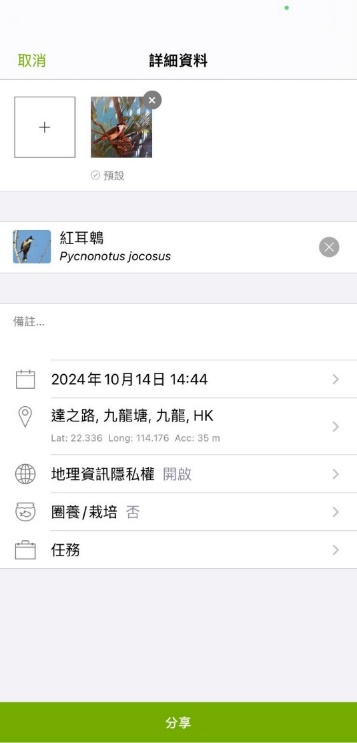 取消 詳細資料
預設
紅耳鵯
Pycnonotus jocosus
備註...
2024年10月14日 14:44
達之路, 九龍塘, 九龍, HK
Lat: 22.336 Long: 114.176 Acc: 35 m
地理資訊隱私權 開啟
圈養/栽培 否
任務
分享